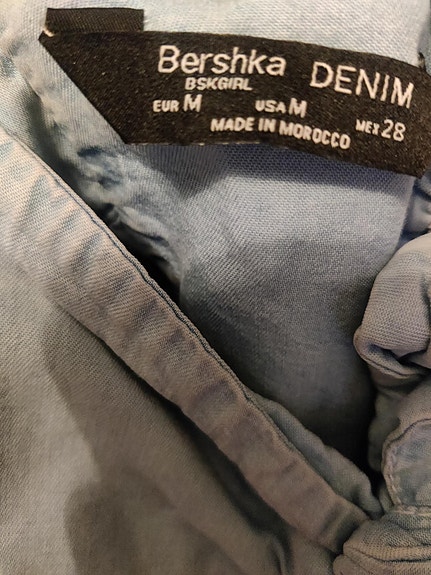 Bershka DENIM
BSKGIRL
EUR M USA M MEX 28
MADE IN MOROCCO